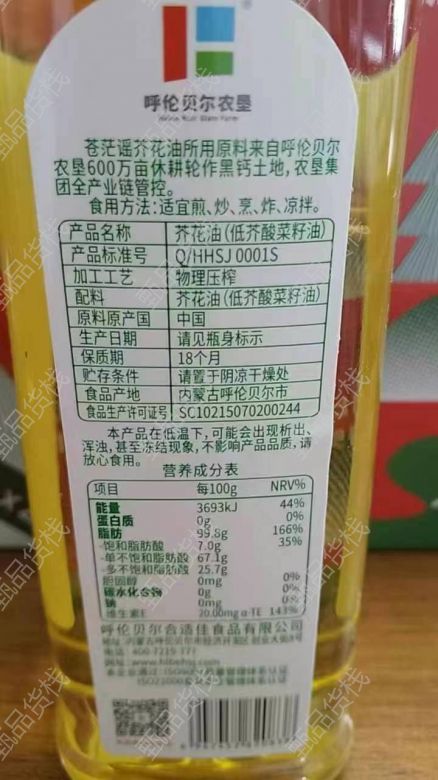 呼伦贝尔农垦
苍茫谣芥花油所用原料来自呼伦贝尔
农垦600万亩休耕轮作黑钙土地,农垦集
团全产业链管控。
食用方法:适宜煎、炒、烹、炸、凉拌。
产品名称 芥花油(低芥酸菜籽油)
产品标准号 Q/HHSJ 0001S
加工工艺 物理压榨
配料 芥花油(低芥酸菜籽油)
原料原产国 中国
生产日期 请见瓶身标示
保质期 18个月
贮存条件 请置于阴凉干燥处
食品产地 内蒙古呼伦贝尔市
食品生产许可证号 SC10215070200244
本产品在低温下,可能会出现析出、
浑浊,甚至冻结现象,不影响产品品质,请
放心食用。
营养成分表
项目 每100g NRV%
能量 3693kJ 44%
蛋白质 0g 0%
脂肪 99.8g 166%
-饱和脂肪酸 7.0g 35%
-单不饱和脂肪酸 67.1g
-多不饱和脂肪酸 25.7g
胆固醇 0mg 0%
碳水化合物 0g 0%
钠 0mg 0%
维生素E 20.00mg α-TE 143%
呼伦贝尔合适佳食品有限公司
电话:400-7219-771
甄品货栈